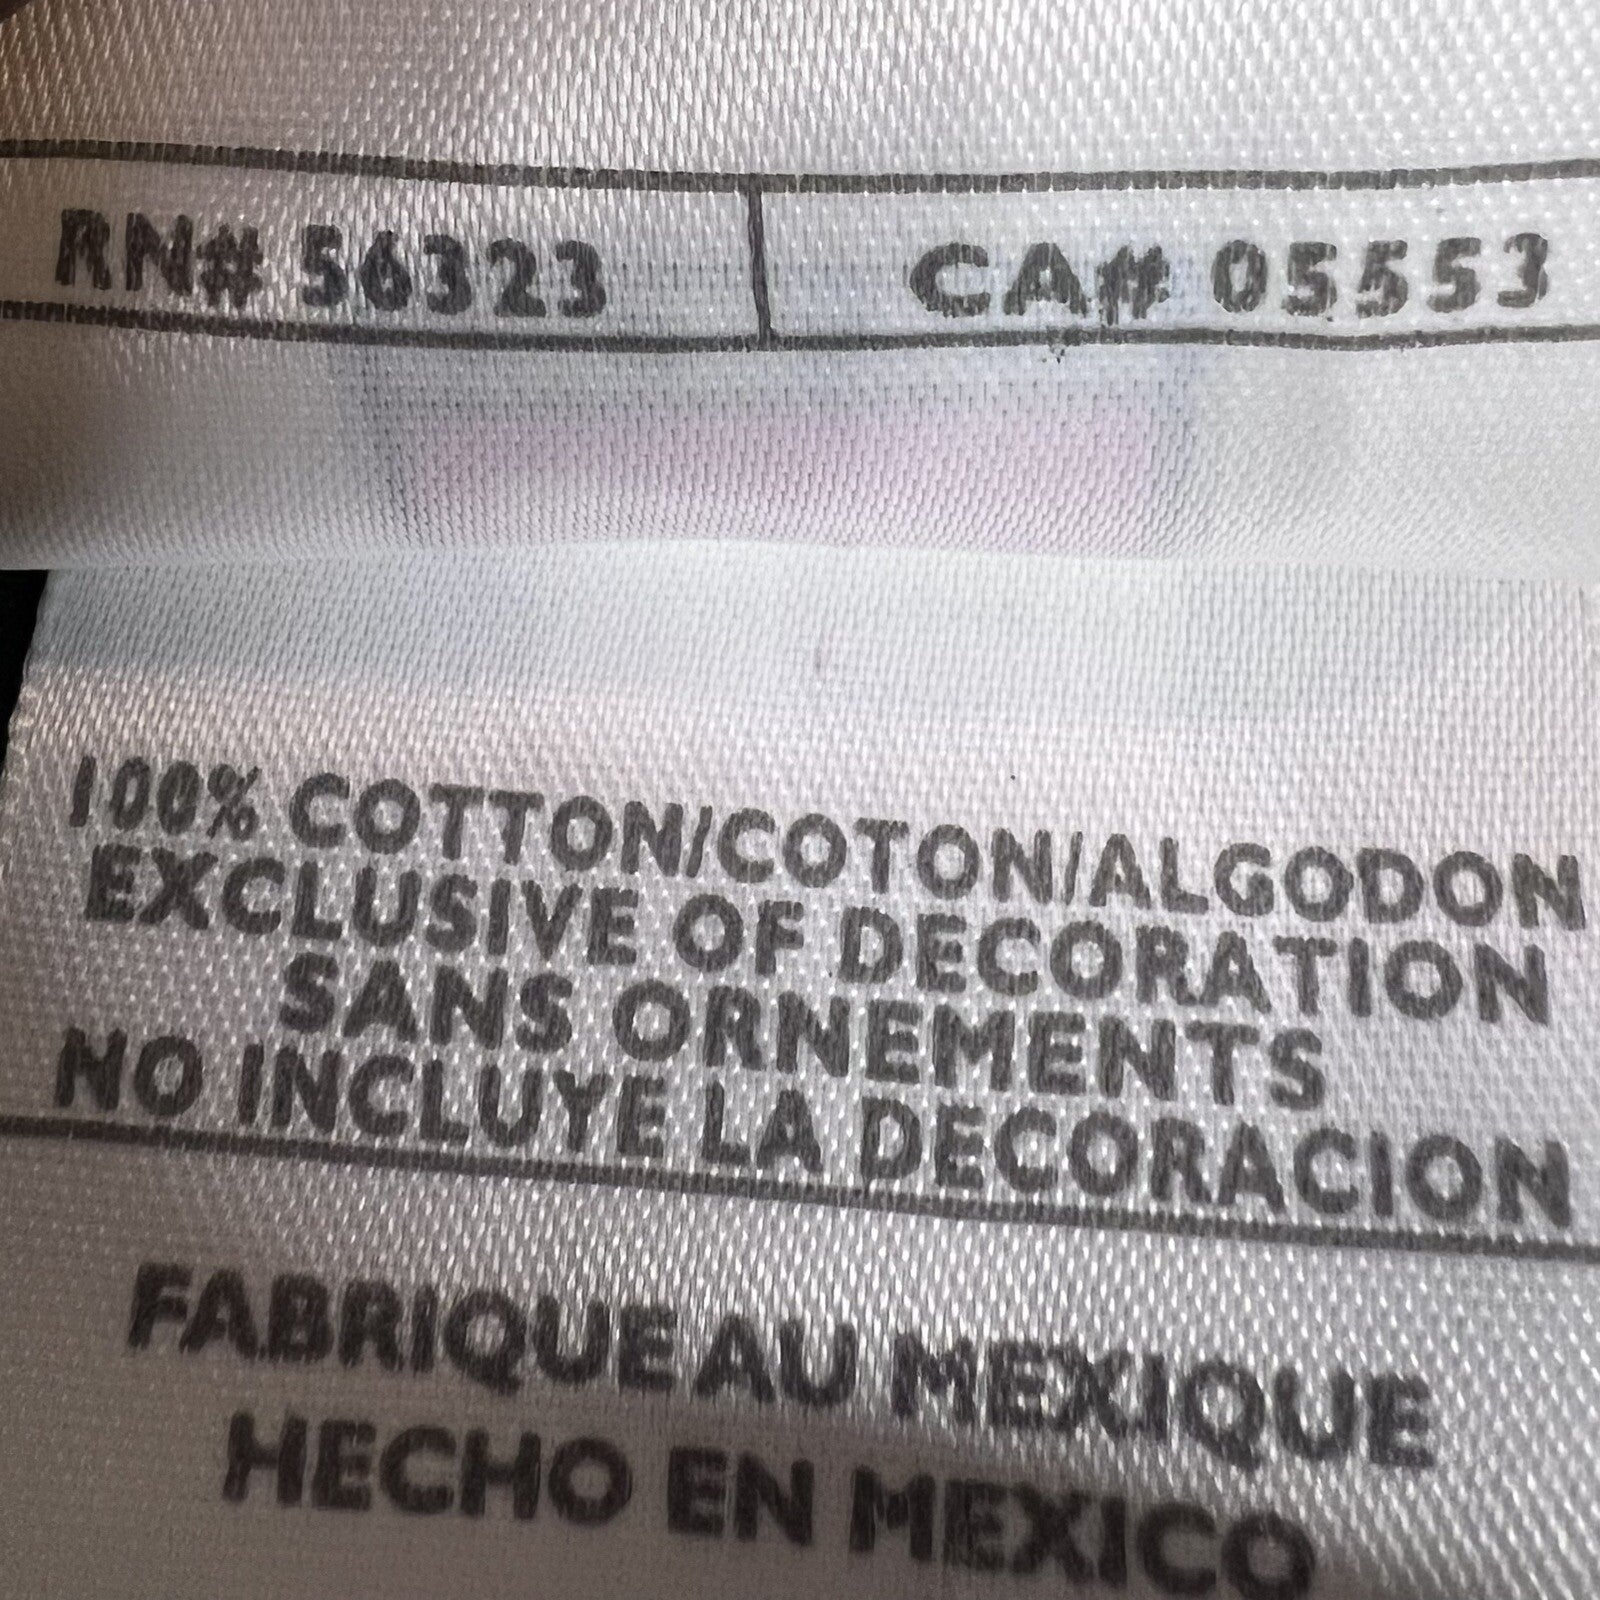 RN# 56323
CA# 05553
100% COTTON/COTON/ALGODON
EXCLUSIVE OF DECORATION
SANS ORNEMENTS
NO INCLUYE LA DECORACION
FABRIQUE AU MEXIQUE
HECHO EN MEXICO